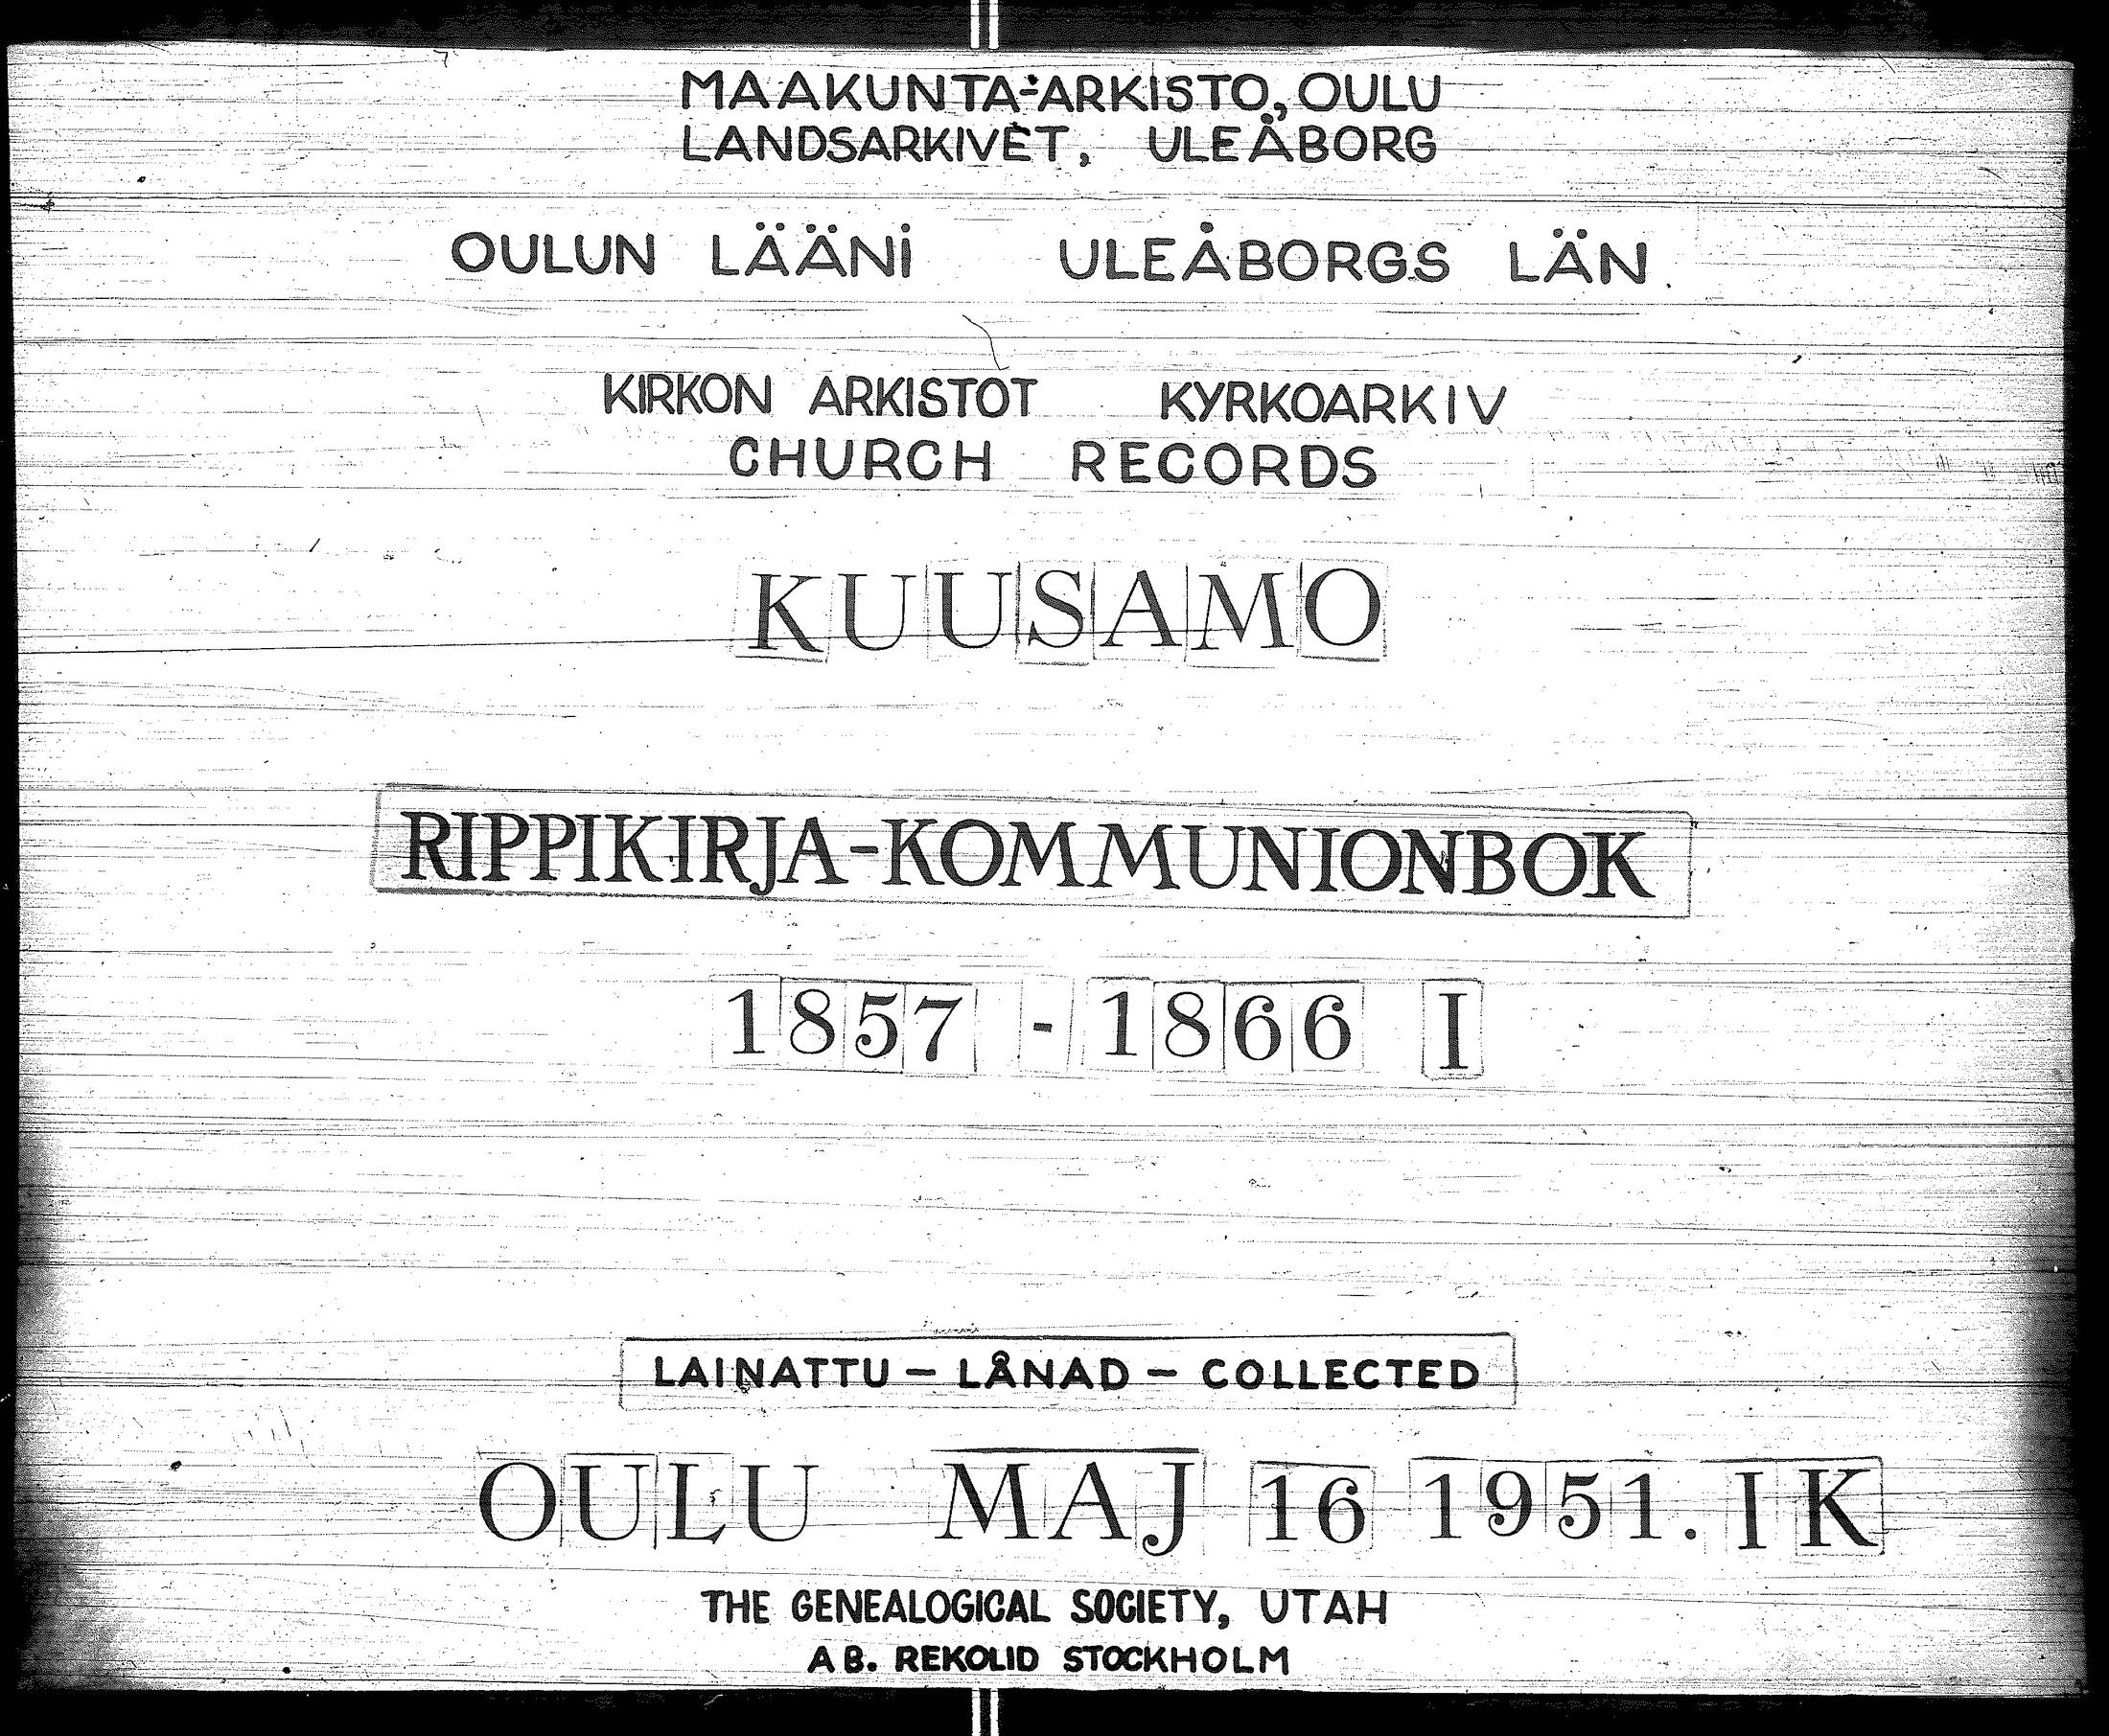 MAAKUNTA-ARKISTO, OULU
LANDSARKIVET, ULEÅBORG
OULUN LÄÄNI ULEÅBORGS LÄN.
KIRKON ARKISTOT KYRKOARKIV
CHURCH RECORDS
KUUSAMO
RIPPIKIRJA-KOMMUNIONBOK
1857 - 1866 I
LAINATTU - LÅNAD - COLLECTED
OULU MAJ 16 1951. IK
THE GENEALOGICAL SOCIETY, UTAH
AB. REKOLID STOCKHOLM